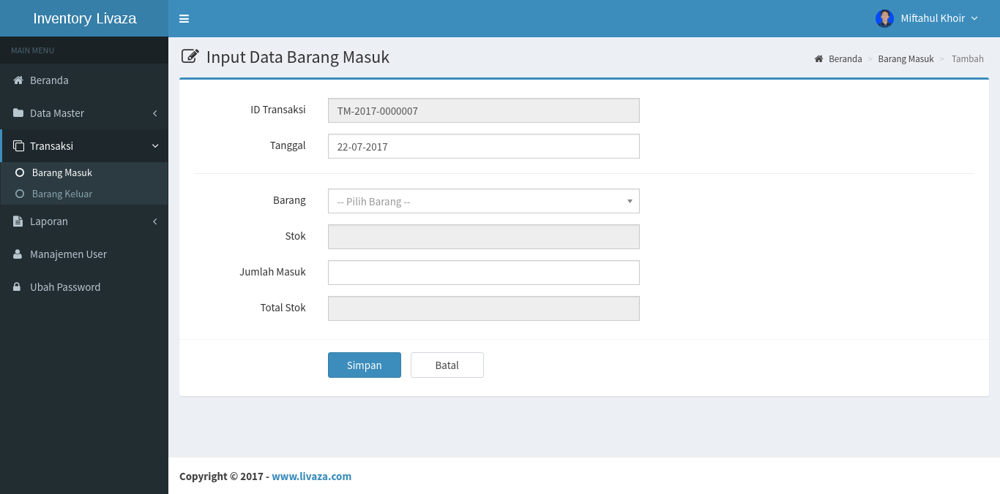 Inventory Livaza
Miftahul Khoir
MAIN MENU
Beranda
Data Master
Transaksi
Barang Masuk
Barang Keluar
Laporan
Manajemen User
Ubah Password
Input Data Barang Masuk
Beranda > Barang Masuk > Tambah
ID Transaksi TM-2017-0000007
Tanggal 22-07-2017
Barang -- Pilih Barang --
Stok
Jumlah Masuk
Total Stok
Simpan Batal
Copyright © 2017 - www.livaza.com